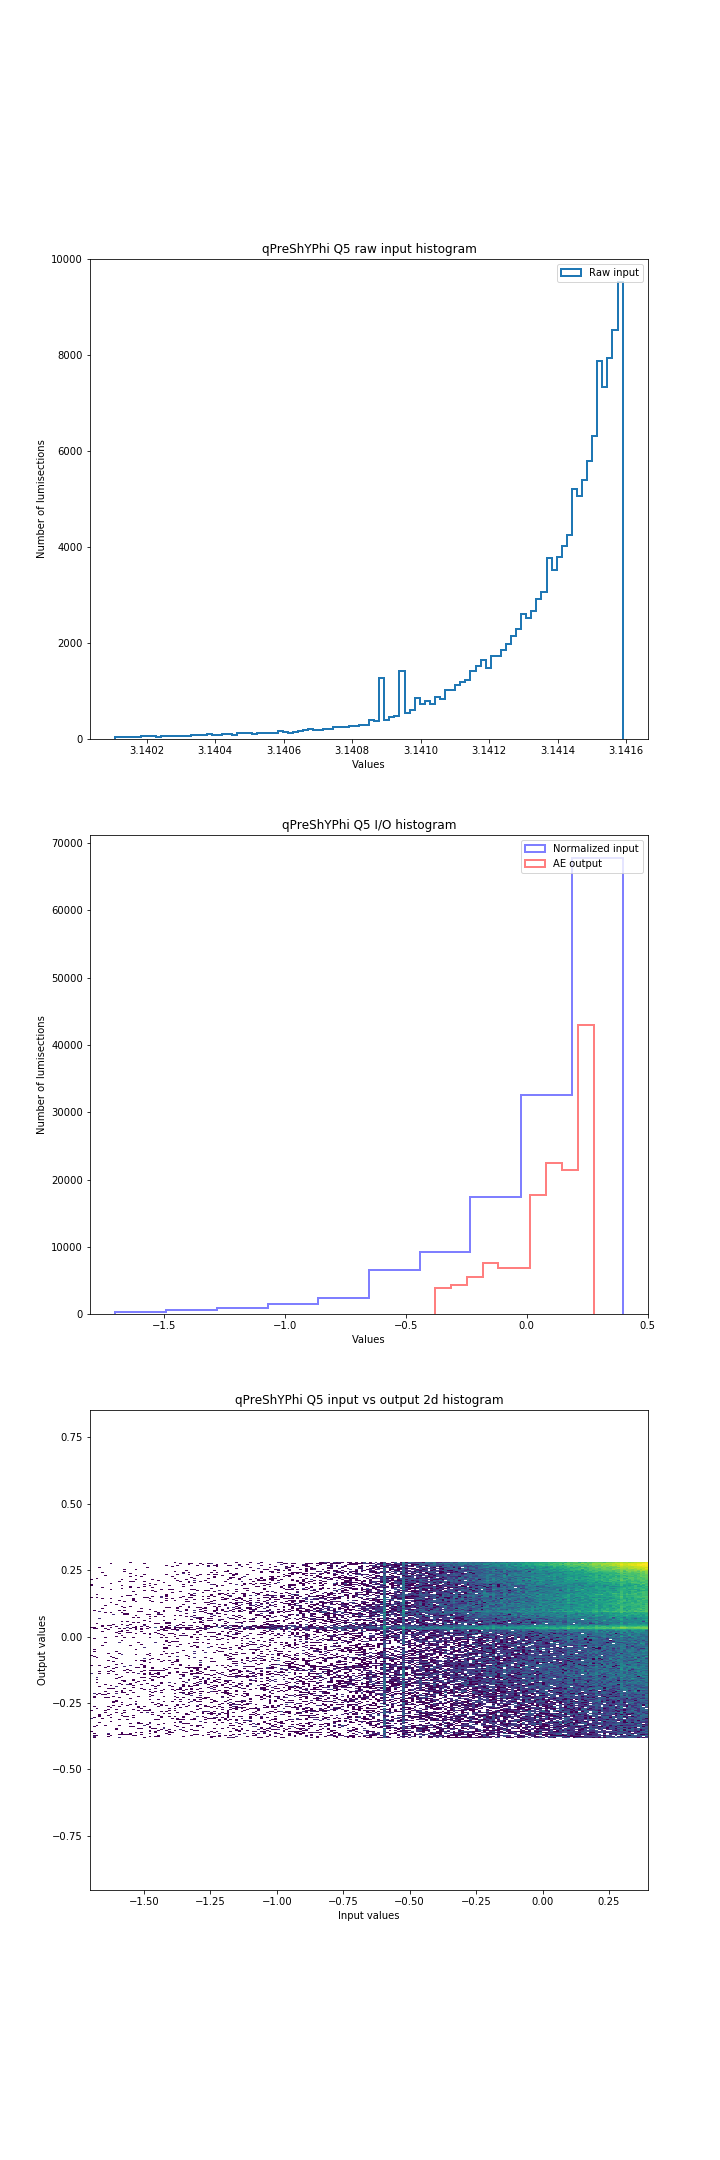 qPreShYPhi Q5 raw input histogram
10000
8000
6000
4000
2000
0
Number of lumisections
Raw input
3.1402 3.1404 3.1406 3.1408 3.1410 3.1412 3.1414 3.1416
Values
qPreShYPhi Q5 I/O histogram
70000
60000
50000
40000
30000
20000
10000
0
Number of lumisections
Normalized input
AE output
−1.5 −1.0 −0.5 0.0 0.5
Values
qPreShYPhi Q5 input vs output 2d histogram
0.75
0.50
0.25
0.00
−0.25
−0.50
−0.75
Output values
−1.50 −1.25 −1.00 −0.75 −0.50 −0.25 0.00 0.25
Input values